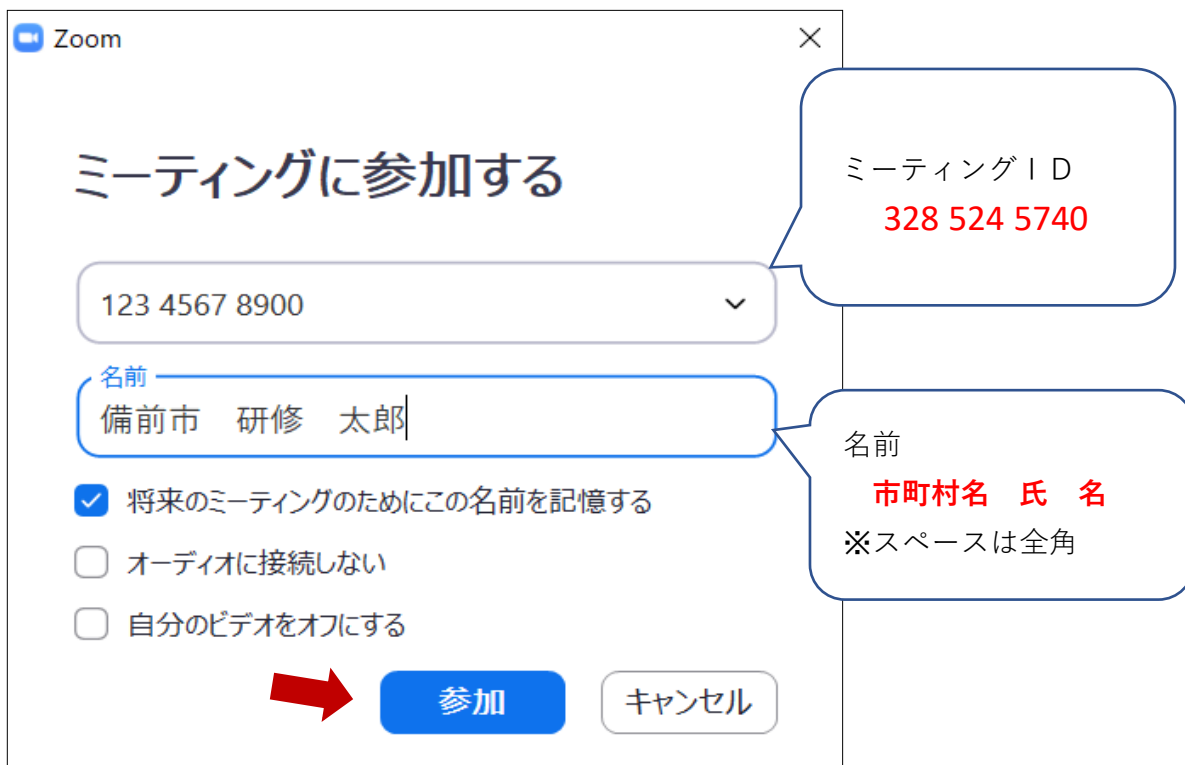 Zoom
ミーティングに参加する
123 4567 8900
名前
備前市　研修　太郎
将来のミーティングのためにこの名前を記憶する
オーディオに接続しない
自分のビデオをオフにする
参加
キャンセル
ミーティングＩＤ
328 524 5740
名前
市町村名　氏　名
※スペースは全角